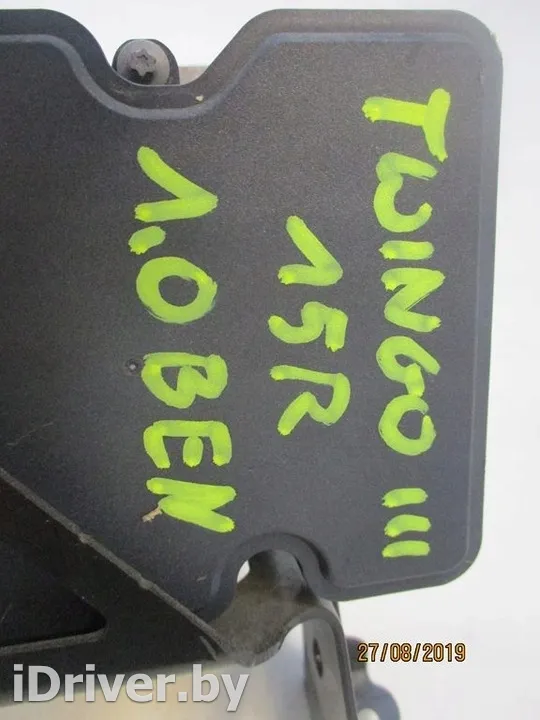 TWINGO III
15R
1.0 BEN
27/08/2019
iDriver.by